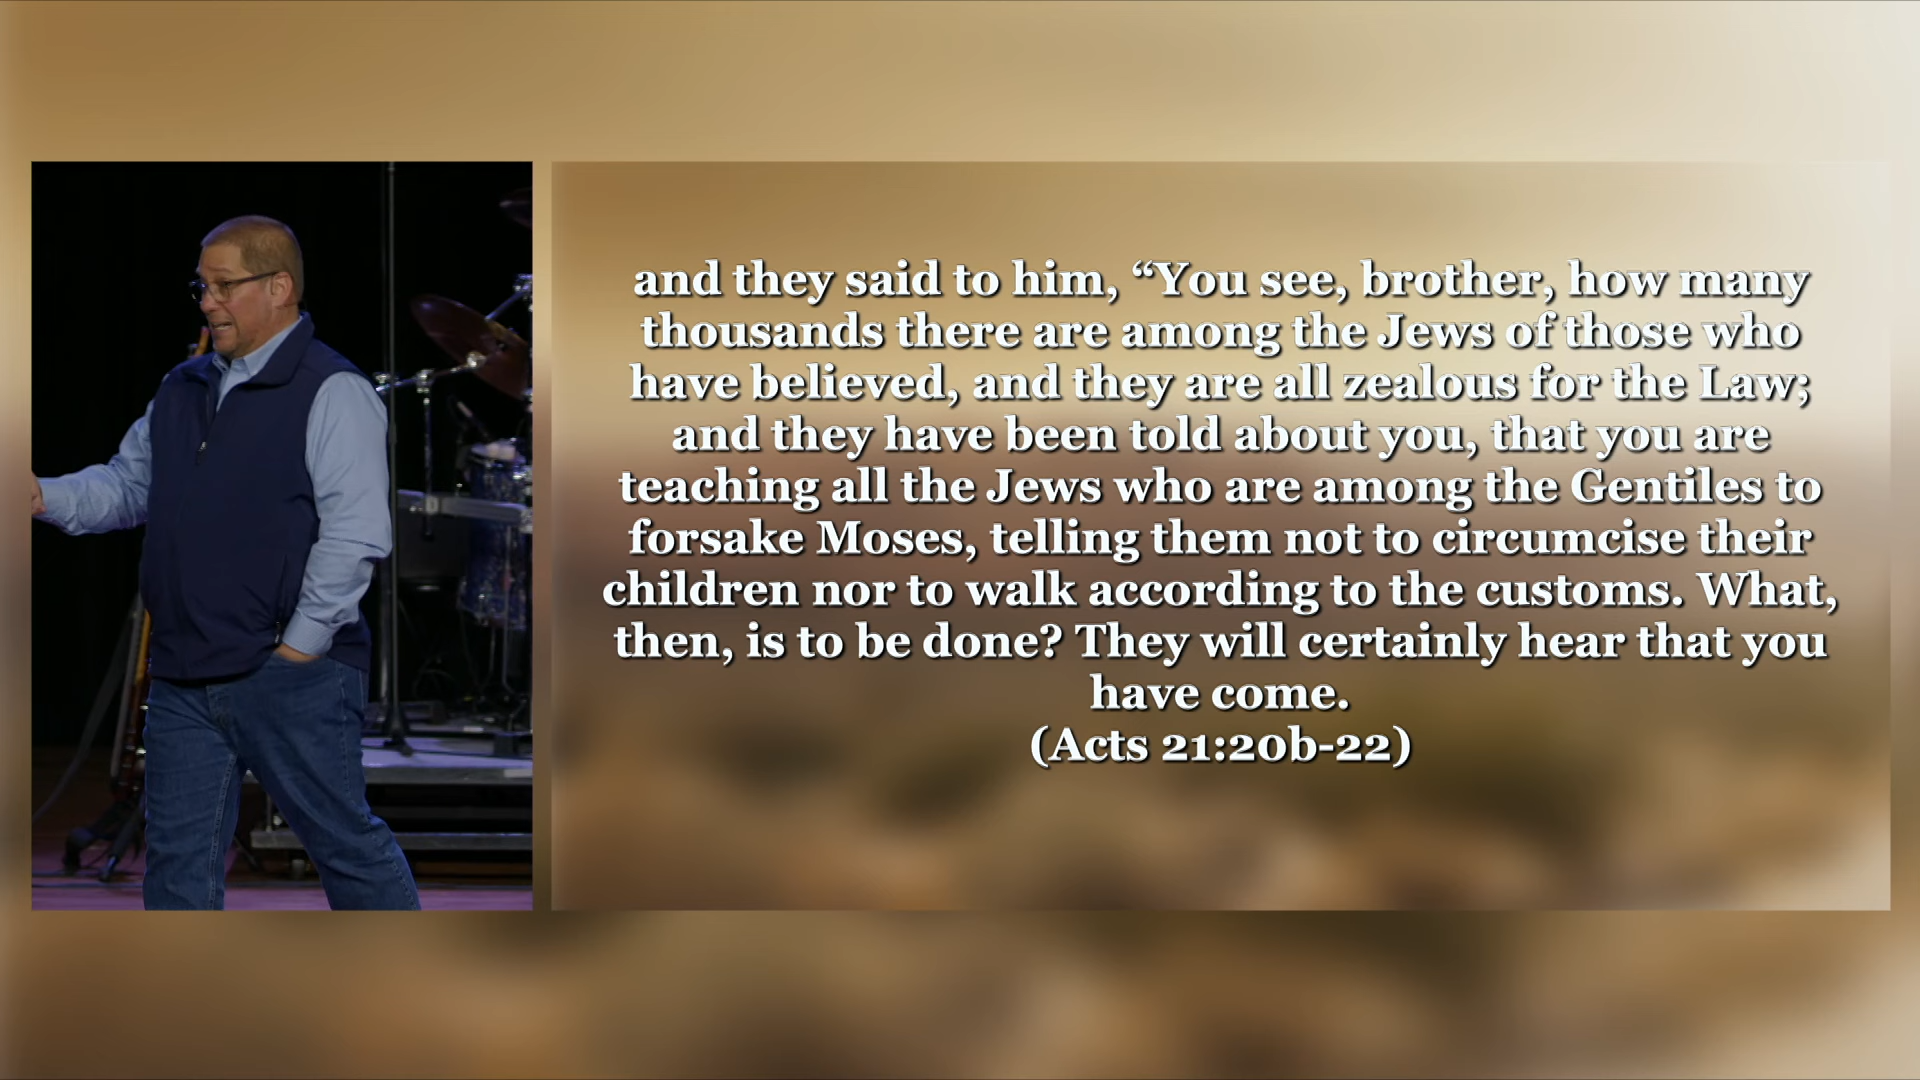 and they said to him, “You see, brother, how many
thousands there are among the Jews of those who
have believed, and they are all zealous for the Law;
and they have been told about you, that you are
teaching all the Jews who are among the Gentiles to
forsake Moses, telling them not to circumcise their
children nor to walk according to the customs. What,
then, is to be done? They will certainly hear that you
have come.
(Acts 21:20b-22)